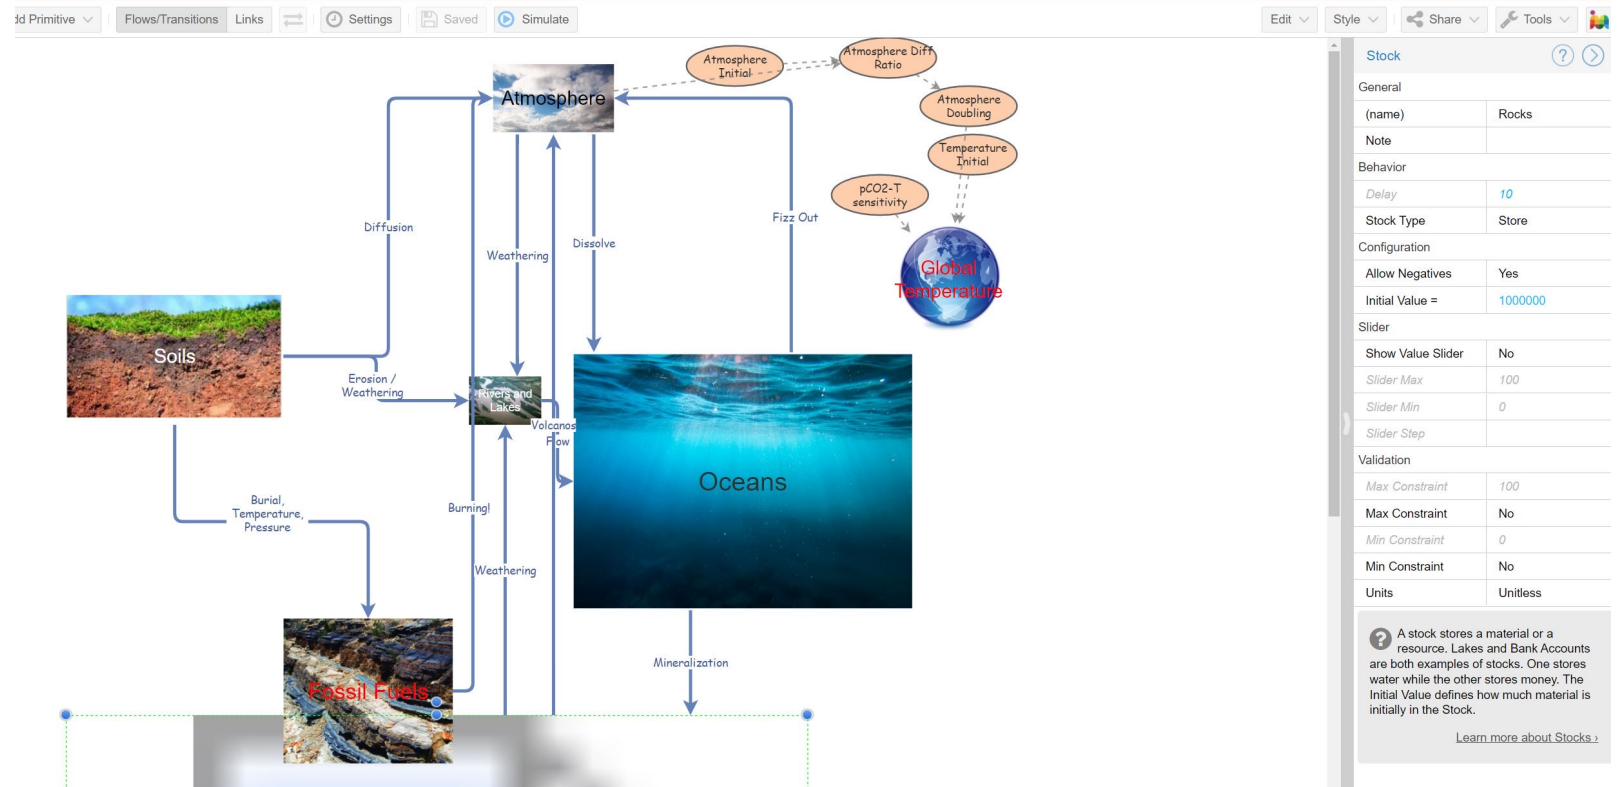 dd Primitive
Flows/Transitions
Links
Settings
Saved
Simulate
Edit
Style
Share
Tools
Atmosphere
Atmosphere
Initial
Atmosphere Diff
Ratio
Atmosphere
Doubling
Temperature
Initial
pCO2-T
sensitivity
Global
Temperature
Diffusion
Weathering
Dissolve
Fizz Out
Soils
Erosion /
Weathering
Rivers and
Lakes
Volcanos
Flow
Oceans
Burial,
Temperature,
Pressure
Burning!
Weathering
Mineralization
Fossil Fuels
Stock
?
General
(name) Rocks
Note
Behavior
Delay 10
Stock Type Store
Configuration
Allow Negatives Yes
Initial Value = 1000000
Slider
Show Value Slider No
Slider Max 100
Slider Min 0
Slider Step
Validation
Max Constraint 100
Max Constraint No
Min Constraint 0
Min Constraint No
Units Unitless
? A stock stores a material or a
resource. Lakes and Bank Accounts
are both examples of stocks. One stores
water while the other stores money. The
Initial Value defines how much material is
initially in the Stock.
Learn more about Stocks ›